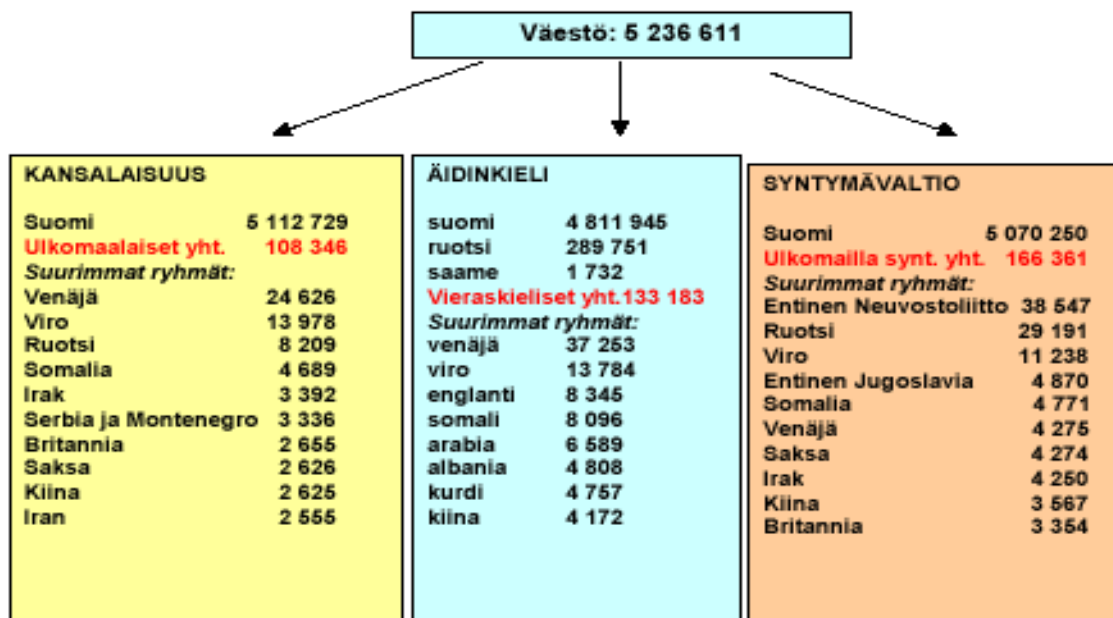 Väestö: 5 236 611
KANSALAISUUS
Suomi 5 112 729
Ulkomaalaiset yht. 108 346
Suurimmat ryhmät:
Venäjä 24 626
Viro 13 978
Ruotsi 8 209
Somalia 4 689
Irak 3 392
Serbia ja Montenegro 3 336
Britannia 2 655
Saksa 2 626
Kiina 2 625
Iran 2 555
ÄIDINKIELI
suomi 4 811 945
ruotsi 289 751
saame 1 732
Vieraskieliset yht.133 183
Suurimmat ryhmät:
venäjä 37 253
viro 13 784
englanti 8 345
somali 8 096
arabia 6 589
albania 4 808
kurdi 4 757
kiina 4 172
SYNTYMÄVALTIO
Suomi 5 070 250
Ulkomailla synt. yht. 166 361
Suurimmat ryhmät:
Entinen Neuvostoliitto 38 547
Ruotsi 29 191
Viro 11 238
Entinen Jugoslavia 4 870
Somalia 4 771
Venäjä 4 275
Saksa 4 274
Irak 4 250
Kiina 3 567
Britannia 3 354